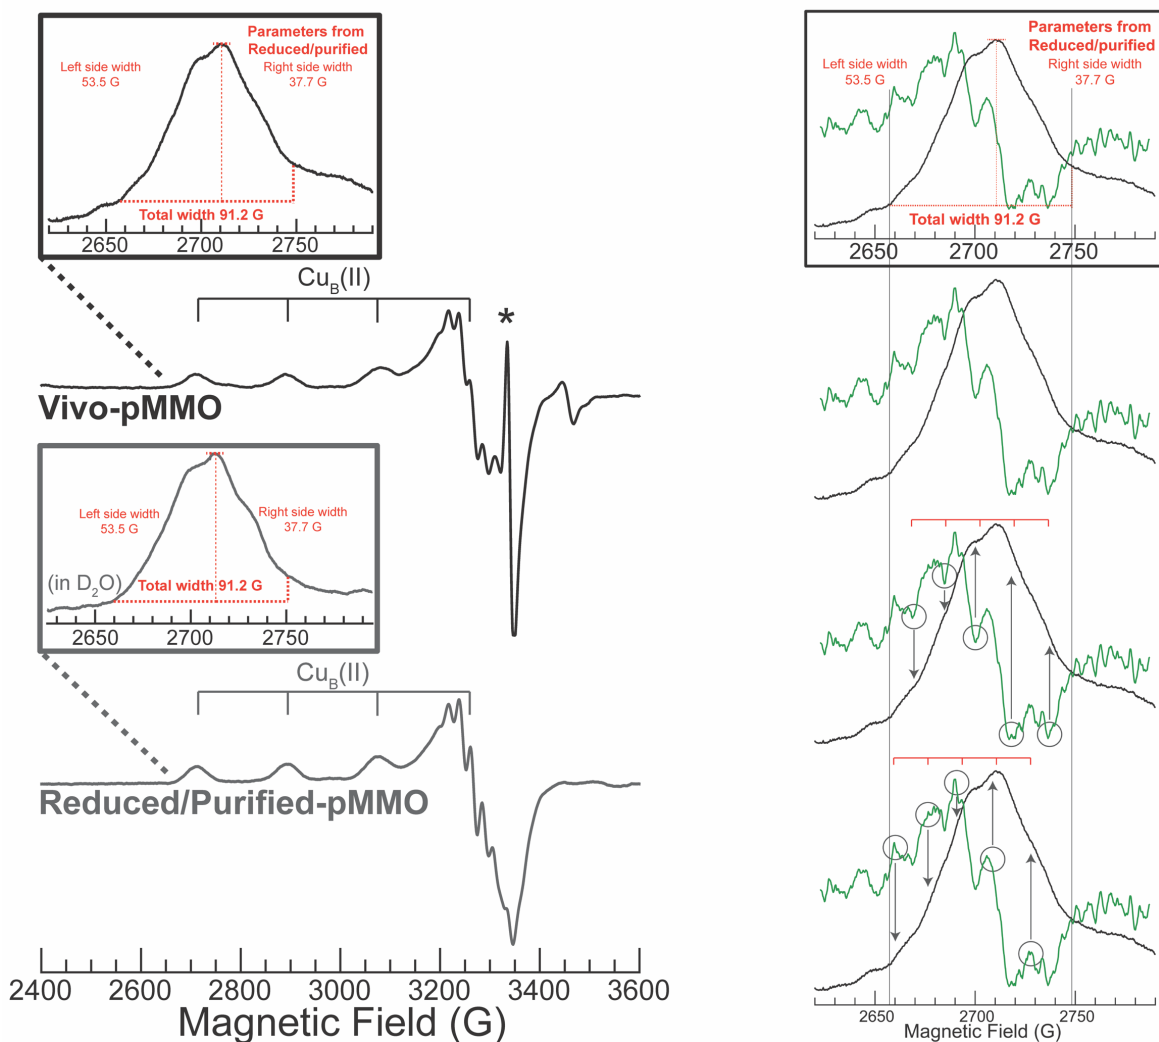 Parameters from
Reduced/purified
Left side width
53.5 G
Right side width
37.7 G
Total width 91.2 G
2650 2700 2750
Cu_B(II)
*
Vivo-pMMO
Left side width
53.5 G
Right side width
37.7 G
(in D₂O)
Total width 91.2 G
2650 2700 2750
Cu_B(II)
Reduced/Purified-pMMO
2400 2600 2800 3000 3200 3400 3600
Magnetic Field (G)
Parameters from
Reduced/purified
Left side width
53.5 G
Right side width
37.7 G
Total width 91.2 G
2650 2700 2750
2650 2700 2750
Magnetic Field (G)